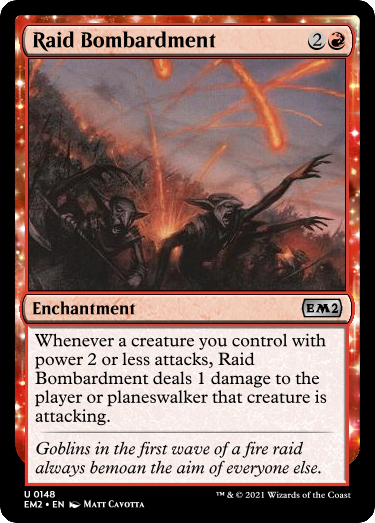 Raid Bombardment 2
Enchantment EM2
Whenever a creature you control with
power 2 or less attacks, Raid
Bombardment deals 1 damage to the
player or planeswalker that creature is
attacking.
Goblins in the first wave of a fire raid
always bemoan the aim of everyone else.
U 0148
EM2 • EN Matt Cavotta
™ & © 2021 Wizards of the Coast